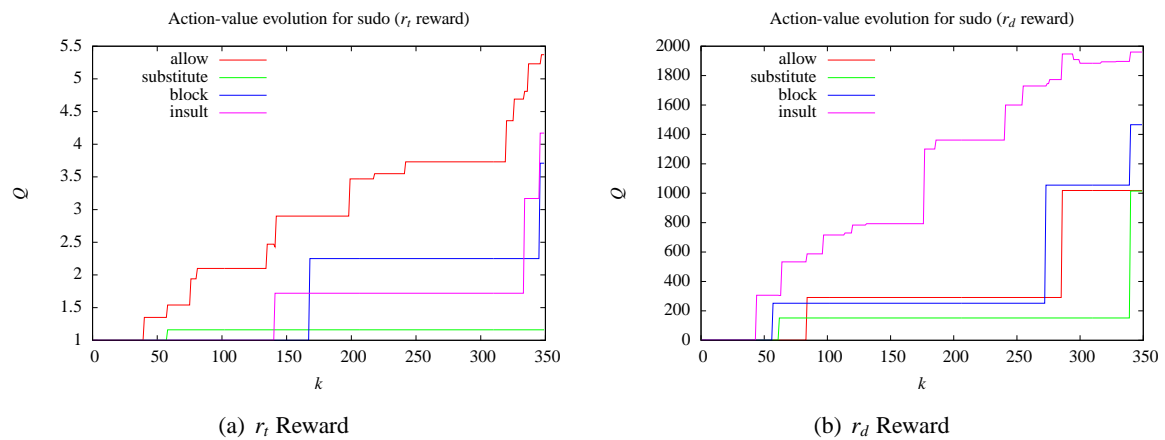 Action-value evolution for sudo (r_t reward)
5.5
5
4.5
4
3.5
3
2.5
2
1.5
1
Q
allow
substitute
block
insult
0 50 100 150 200 250 300 350
k
(a) r_t Reward
Action-value evolution for sudo (r_d reward)
2000
1800
1600
1400
1200
1000
800
600
400
200
0
Q
allow
substitute
block
insult
0 50 100 150 200 250 300 350
k
(b) r_d Reward